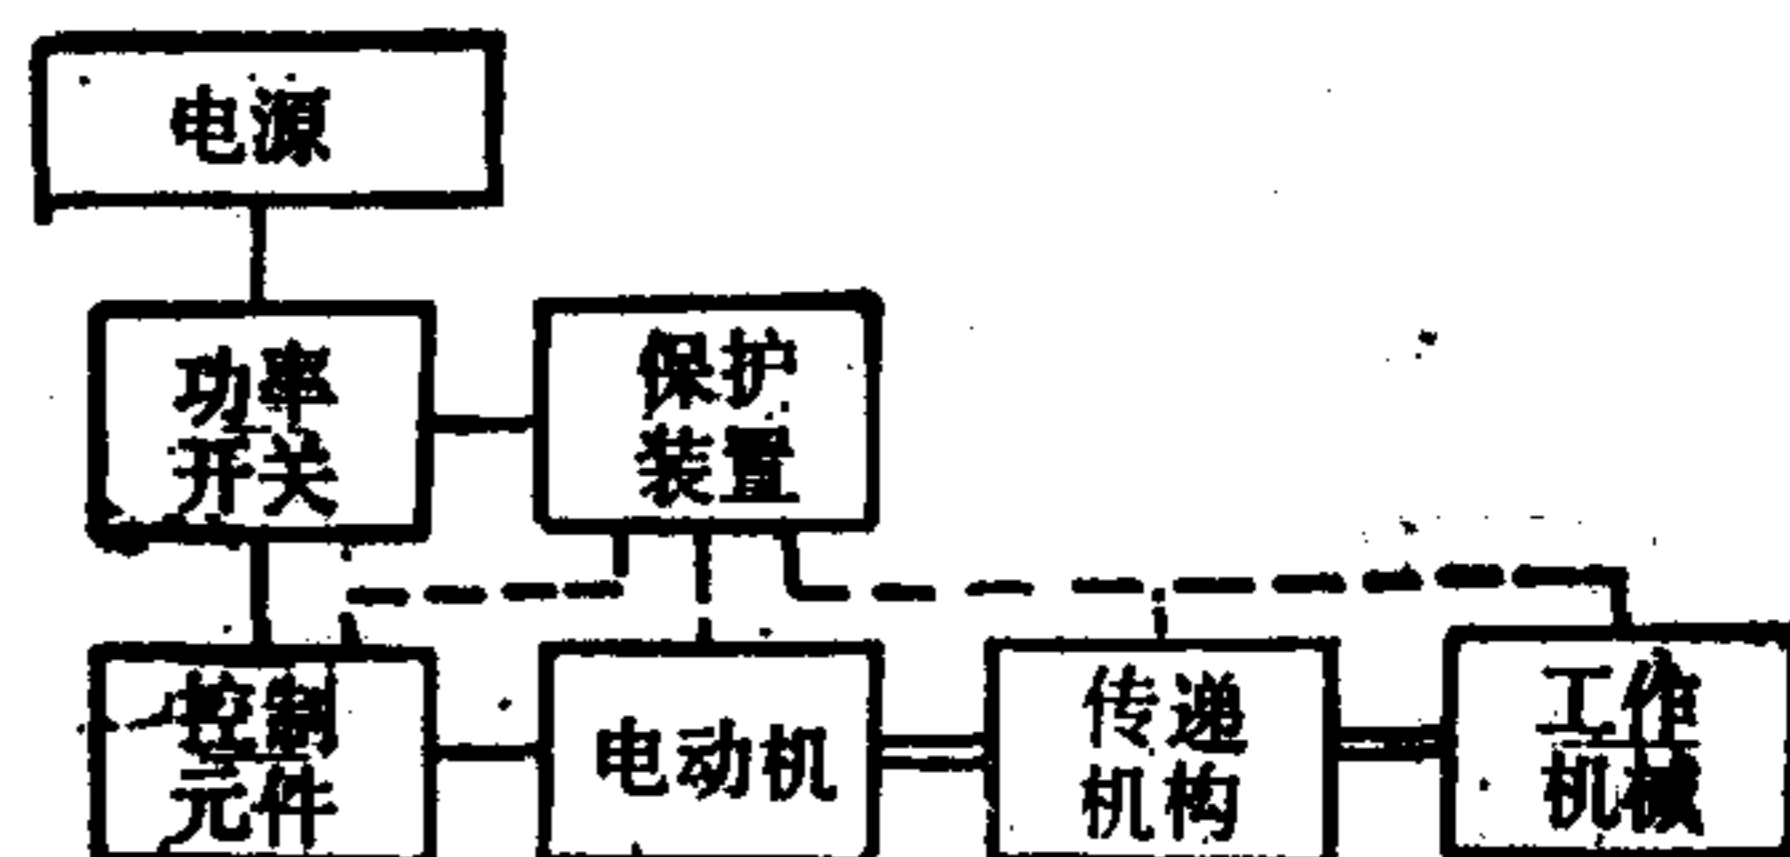 电源
功率
开关
保护
装置
控制
元件
电动机
传递
机构
工作
机械